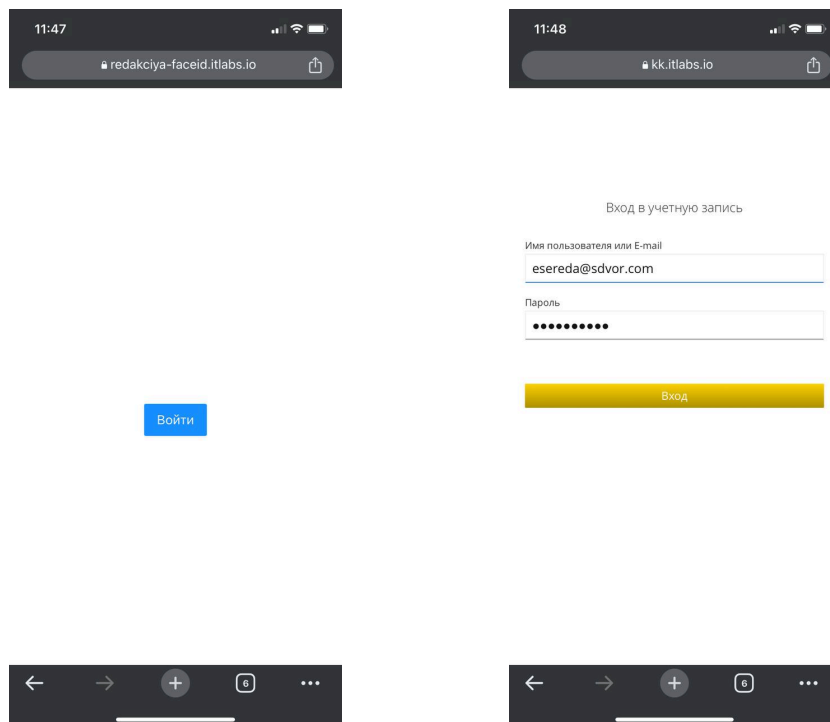 11:47
redakciya-faceid.itlabs.io
Войти
6
11:48
kk.itlabs.io
Вход в учетную запись
Имя пользователя или E-mail
esereda@sdvor.com
Пароль
••••••••••
Вход
6